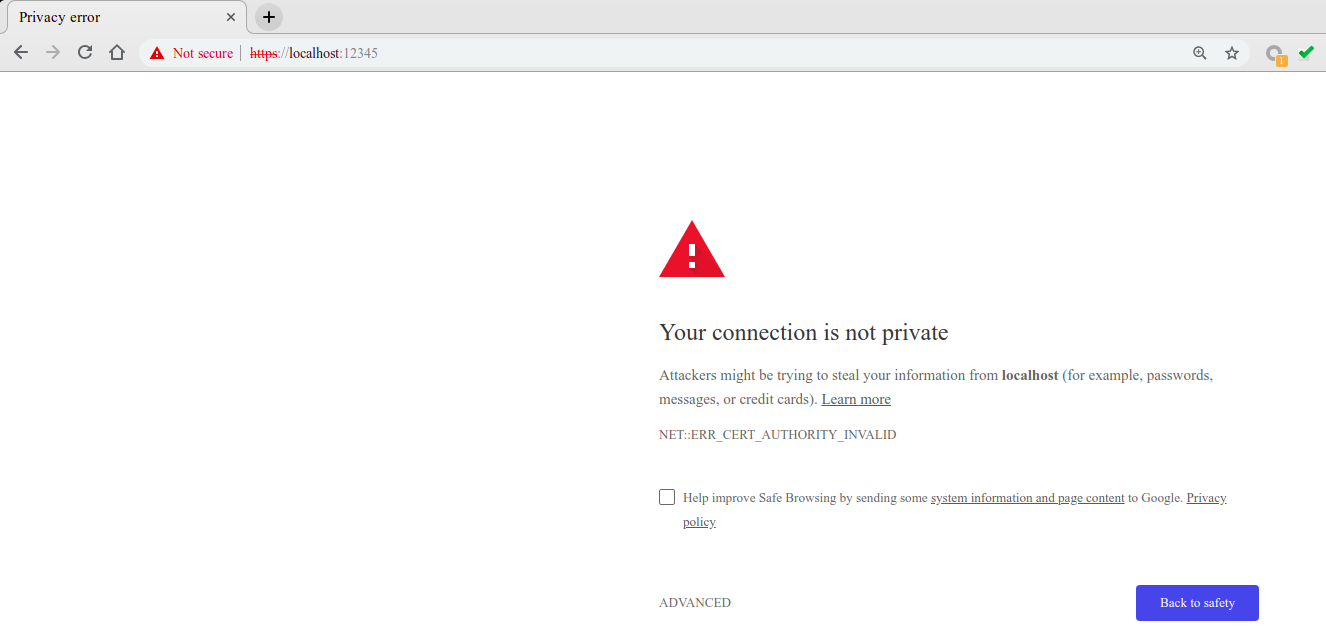 Privacy error
Not secure https://localhost:12345
1
Your connection is not private
Attackers might be trying to steal your information from localhost (for example, passwords,
messages, or credit cards). Learn more
NET::ERR_CERT_AUTHORITY_INVALID
Help improve Safe Browsing by sending some system information and page content to Google. Privacy
policy
ADVANCED
Back to safety